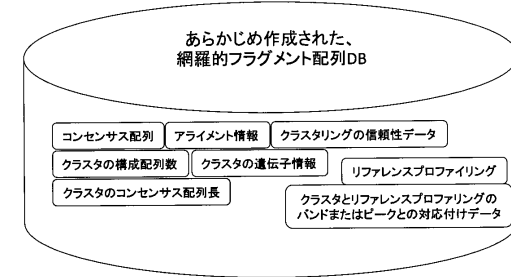 あらかじめ作成された、
網羅的フラグメント配列DB
コンセンサス配列
アライメント情報
クラスタリングの信頼性データ
クラスタの構成配列数
クラスタの遺伝子情報
リファレンスプロファイリング
クラスタのコンセンサス配列長
クラスタとリファレンスプロファリングの
バンドまたはピークとの対応付けデータ